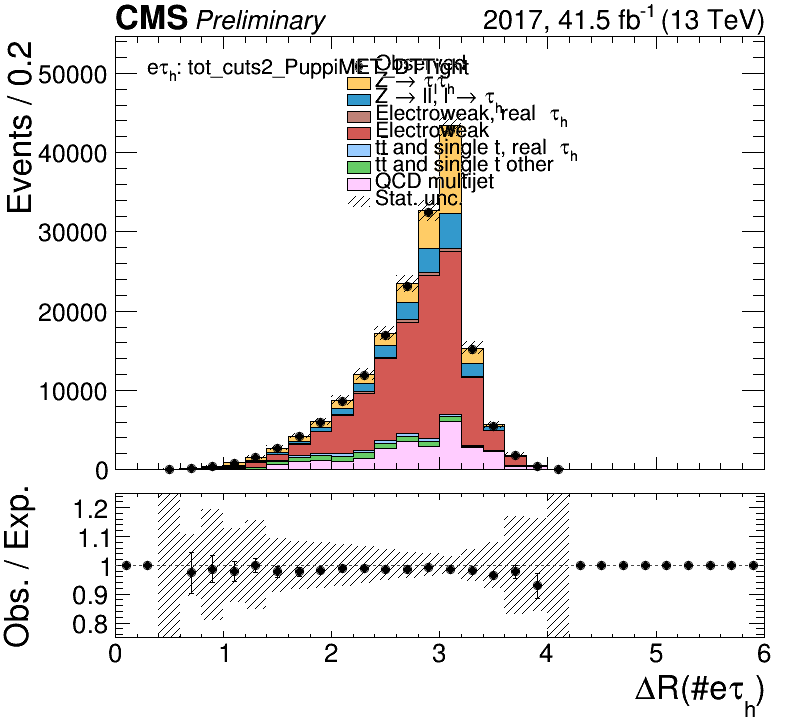 CMS Preliminary 2017, 41.5 fb⁻¹ (13 TeV)
Events / 0.2
50000
40000
30000
20000
10000
0
eτh: tot_cuts2_PuppiMET_DTTight
Observed
Z → ττh
Z → ll, l → τh
Electroweak, real τh
Electroweak
tt̄ and single t, real τh
tt̄ and single t other
QCD multijet
Stat. unc.
Obs. / Exp.
1.2
1.1
1
0.9
0.8
0 1 2 3 4 5 6
ΔR(#eτh)